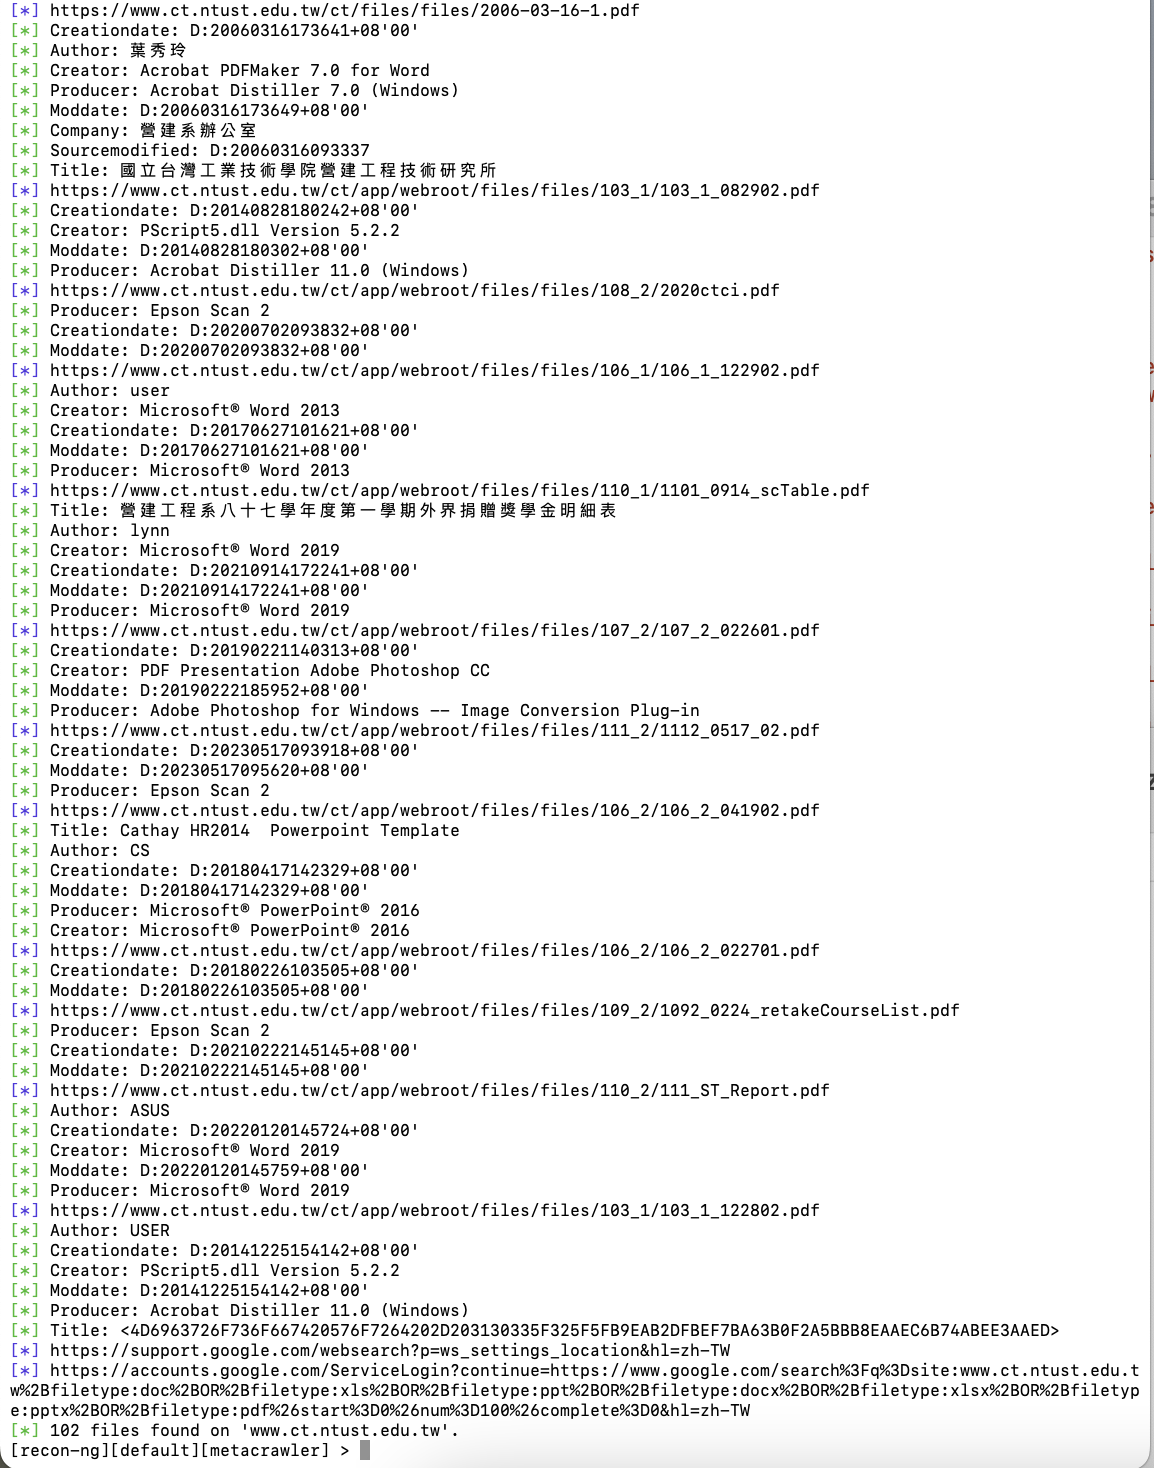 [*] https://www.ct.ntust.edu.tw/ct/files/files/2006-03-16-1.pdf
[*] Creationdate: D:20060316173641+08'00'
[*] Author: 葉秀玲
[*] Creator: Acrobat PDFMaker 7.0 for Word
[*] Producer: Acrobat Distiller 7.0 (Windows)
[*] Moddate: D:20060316173649+08'00'
[*] Company: 營建系辦公室
[*] Sourcemodified: D:20060316093337
[*] Title: 國立台灣工業技術學院營建工程技術研究所
[*] https://www.ct.ntust.edu.tw/ct/app/webroot/files/files/103_1/103_1_082902.pdf
[*] Creationdate: D:20140828180242+08'00'
[*] Creator: PScript5.dll Version 5.2.2
[*] Moddate: D:20140828180302+08'00'
[*] Producer: Acrobat Distiller 11.0 (Windows)
[*] https://www.ct.ntust.edu.tw/ct/app/webroot/files/files/108_2/2020ctci.pdf
[*] Producer: Epson Scan 2
[*] Creationdate: D:20200702093832+08'00'
[*] Moddate: D:20200702093832+08'00'
[*] https://www.ct.ntust.edu.tw/ct/app/webroot/files/files/106_1/106_1_122902.pdf
[*] Author: user
[*] Creator: Microsoft® Word 2013
[*] Creationdate: D:20170627101621+08'00'
[*] Moddate: D:20170627101621+08'00'
[*] Producer: Microsoft® Word 2013
[*] https://www.ct.ntust.edu.tw/ct/app/webroot/files/files/110_1/1101_0914_scTable.pdf
[*] Title: 營建工程系八十七學年度第一學期外界捐贈獎學金明細表
[*] Author: lynn
[*] Creator: Microsoft® Word 2019
[*] Creationdate: D:20210914172241+08'00'
[*] Moddate: D:20210914172241+08'00'
[*] Producer: Microsoft® Word 2019
[*] https://www.ct.ntust.edu.tw/ct/app/webroot/files/files/107_2/107_2_022601.pdf
[*] Creationdate: D:20190221140313+08'00'
[*] Creator: PDF Presentation Adobe Photoshop CC
[*] Moddate: D:20190222185952+08'00'
[*] Producer: Adobe Photoshop for Windows -- Image Conversion Plug-in
[*] https://www.ct.ntust.edu.tw/ct/app/webroot/files/files/111_2/1112_0517_02.pdf
[*] Creationdate: D:20230517093918+08'00'
[*] Moddate: D:20230517095620+08'00'
[*] Producer: Epson Scan 2
[*] https://www.ct.ntust.edu.tw/ct/app/webroot/files/files/106_2/106_2_041902.pdf
[*] Title: Cathay HR2014  Powerpoint Template
[*] Author: CS
[*] Creationdate: D:20180417142329+08'00'
[*] Moddate: D:20180417142329+08'00'
[*] Producer: Microsoft® PowerPoint® 2016
[*] Creator: Microsoft® PowerPoint® 2016
[*] https://www.ct.ntust.edu.tw/ct/app/webroot/files/files/106_2/106_2_022701.pdf
[*] Creationdate: D:20180226103505+08'00'
[*] Moddate: D:20180226103505+08'00'
[*] https://www.ct.ntust.edu.tw/ct/app/webroot/files/files/109_2/1092_0224_retakeCourseList.pdf
[*] Producer: Epson Scan 2
[*] Creationdate: D:20210222145145+08'00'
[*] Moddate: D:20210222145145+08'00'
[*] https://www.ct.ntust.edu.tw/ct/app/webroot/files/files/110_2/111_ST_Report.pdf
[*] Author: ASUS
[*] Creationdate: D:20220120145724+08'00'
[*] Creator: Microsoft® Word 2019
[*] Moddate: D:20220120145759+08'00'
[*] Producer: Microsoft® Word 2019
[*] https://www.ct.ntust.edu.tw/ct/app/webroot/files/files/103_1/103_1_122802.pdf
[*] Author: USER
[*] Creationdate: D:20141225154142+08'00'
[*] Creator: PScript5.dll Version 5.2.2
[*] Moddate: D:20141225154142+08'00'
[*] Producer: Acrobat Distiller 11.0 (Windows)
[*] Title: <4D6963726F736F667420576F7264202D203130335F325F5FB9EAB2DFBEF7BA63B0F2A5BBB8EAAEC6B74ABEE3AAED>
[*] https://support.google.com/websearch?p=ws_settings_location&hl=zh-TW
[*] https://accounts.google.com/ServiceLogin?continue=https://www.google.com/search%3Fq%3Dsite:www.ct.ntust.edu.t
w%2Bfiletype:doc%2BOR%2Bfiletype:xls%2BOR%2Bfiletype:ppt%2BOR%2Bfiletype:docx%2BOR%2Bfiletype:xlsx%2BOR%2Bfiletyp
e:pptx%2BOR%2Bfiletype:pdf%26start%3D0%26num%3D100%26complete%3D0&hl=zh-TW
[*] 102 files found on 'www.ct.ntust.edu.tw'.
[recon-ng][default][metacrawler] >